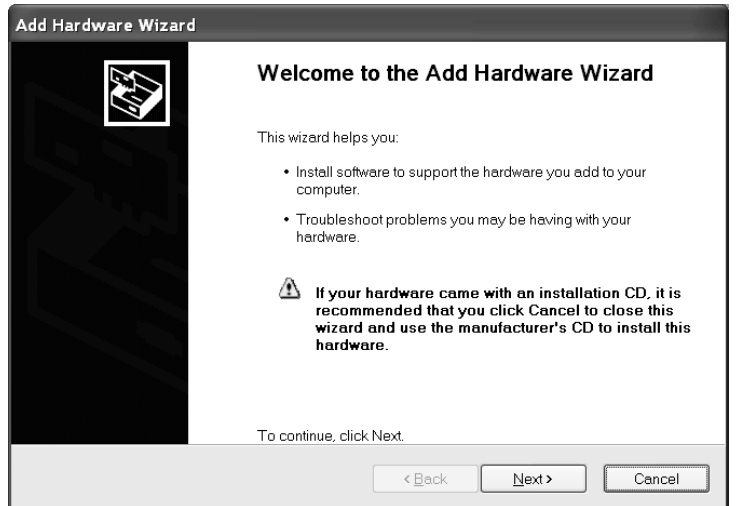 Add Hardware Wizard
Welcome to the Add Hardware Wizard
This wizard helps you:
• Install software to support the hardware you add to your
computer.
• Troubleshoot problems you may be having with your
hardware.
If your hardware came with an installation CD, it is
recommended that you click Cancel to close this
wizard and use the manufacturer's CD to install this
hardware.
To continue, click Next.
< Back Next > Cancel